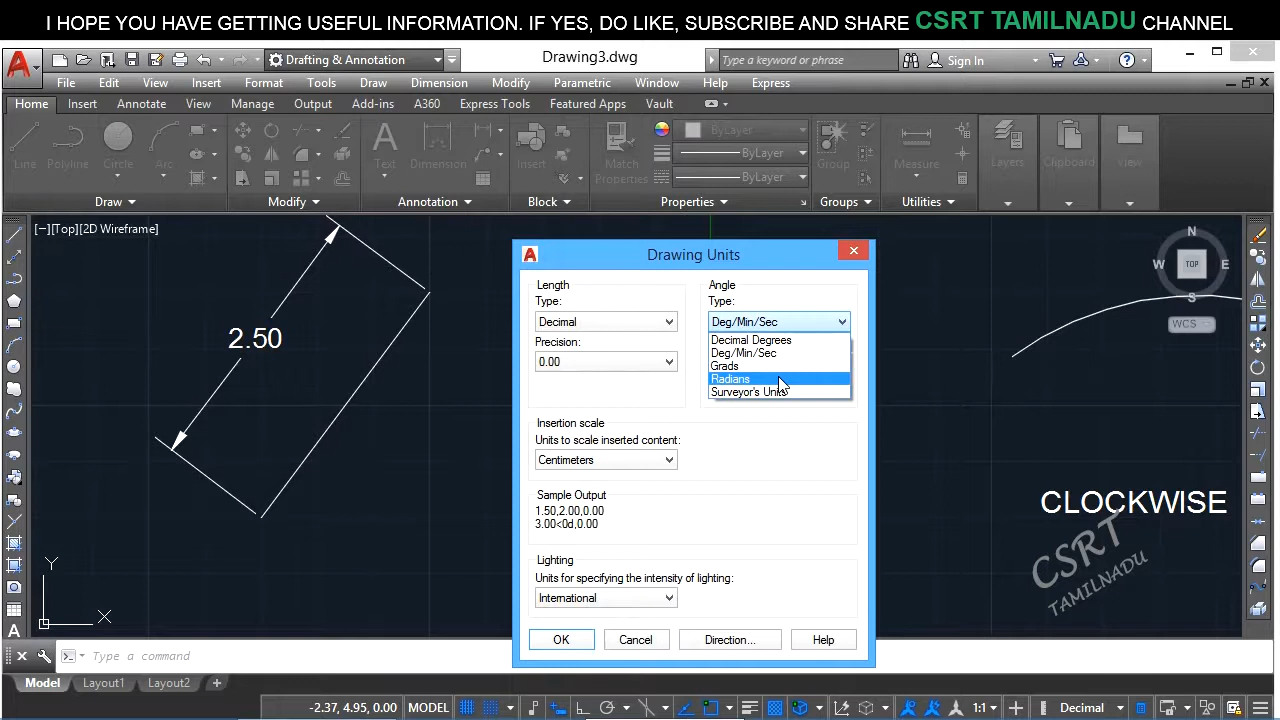 I HOPE YOU HAVE GETTING USEFUL INFORMATION. IF YES, DO LIKE, SUBSCRIBE AND SHARE CSRT TAMILNADU CHANNEL
Drafting & Annotation
Drawing3.dwg
Type a keyword or phrase
Sign In
File Edit View Insert Format Tools Draw Dimension Modify Parametric Window Help Express
Home Insert Annotate View Manage Output Add-ins A360 Express Tools Featured Apps Vault
Line Polyline Circle Arc Text Dimension Insert Match Properties ByLayer ByLayer ByLayer Group Measure Layers Clipboard View
Draw Modify Annotation Block Properties Groups Utilities
[−][Top][2D Wireframe]
2.50
Drawing Units
Length
Type:
Decimal
Precision:
0.00
Angle
Type:
Deg/Min/Sec
Decimal Degrees
Deg/Min/Sec
Grads
Radians
Surveyor's Units
Insertion scale
Units to scale inserted content:
Centimeters
Sample Output
1.50,2.00,0.00
3.00<0d,0.00
Lighting
Units for specifying the intensity of lighting:
International
OK Cancel Direction... Help
N
W TOP E
S
WCS
CLOCKWISE
CSRT
TAMILNADU
Y
X
Type a command
Model Layout1 Layout2 +
-2.37, 4.95, 0.00 MODEL 1:1 Decimal